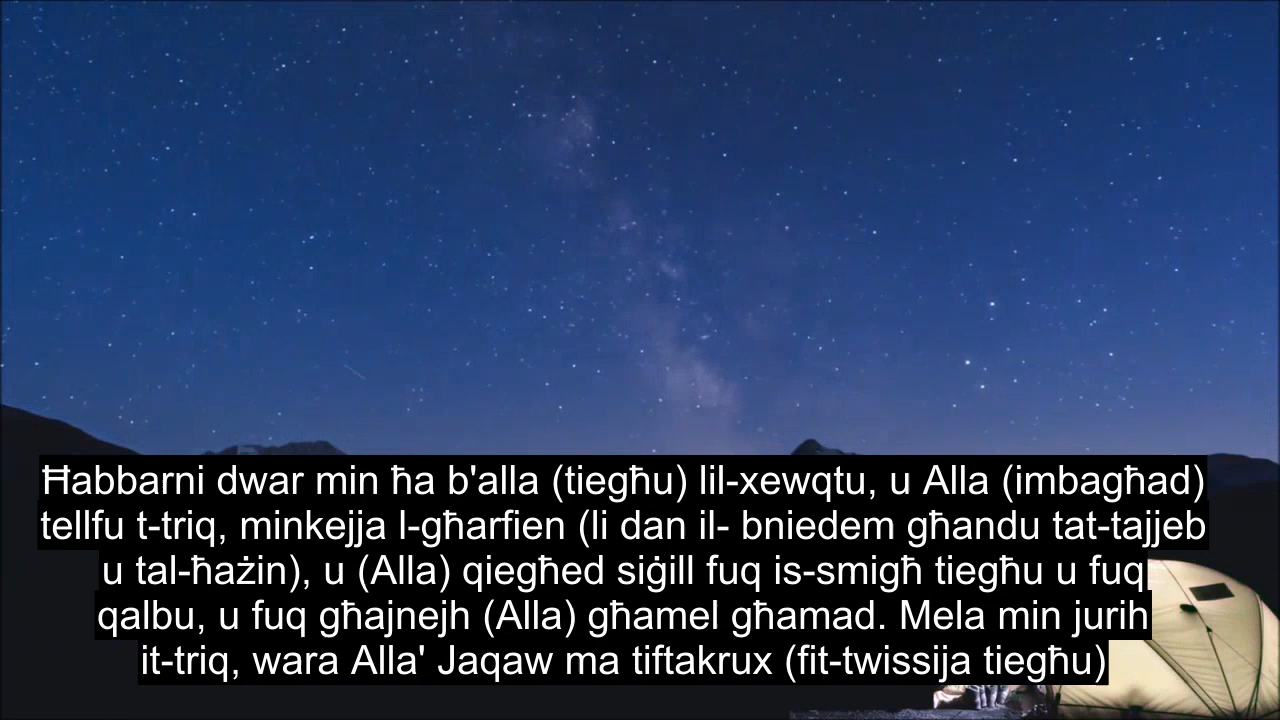 Ħabbarni dwar min ħa b'alla (tiegħu) lil-xewqtu, u Alla (imbagħad)
tellfu t-triq, minkejja l-għarfien (li dan il- bniedem għandu tat-tajjeb
u tal-ħażin), u (Alla) qiegħed siġill fuq is-smigħ tiegħu u fuq
qalbu, u fuq għajnejh (Alla) għamel għamad. Mela min jurih
it-triq, wara Alla' Jaqaw ma tiftakrux (fit-twissija tiegħu)